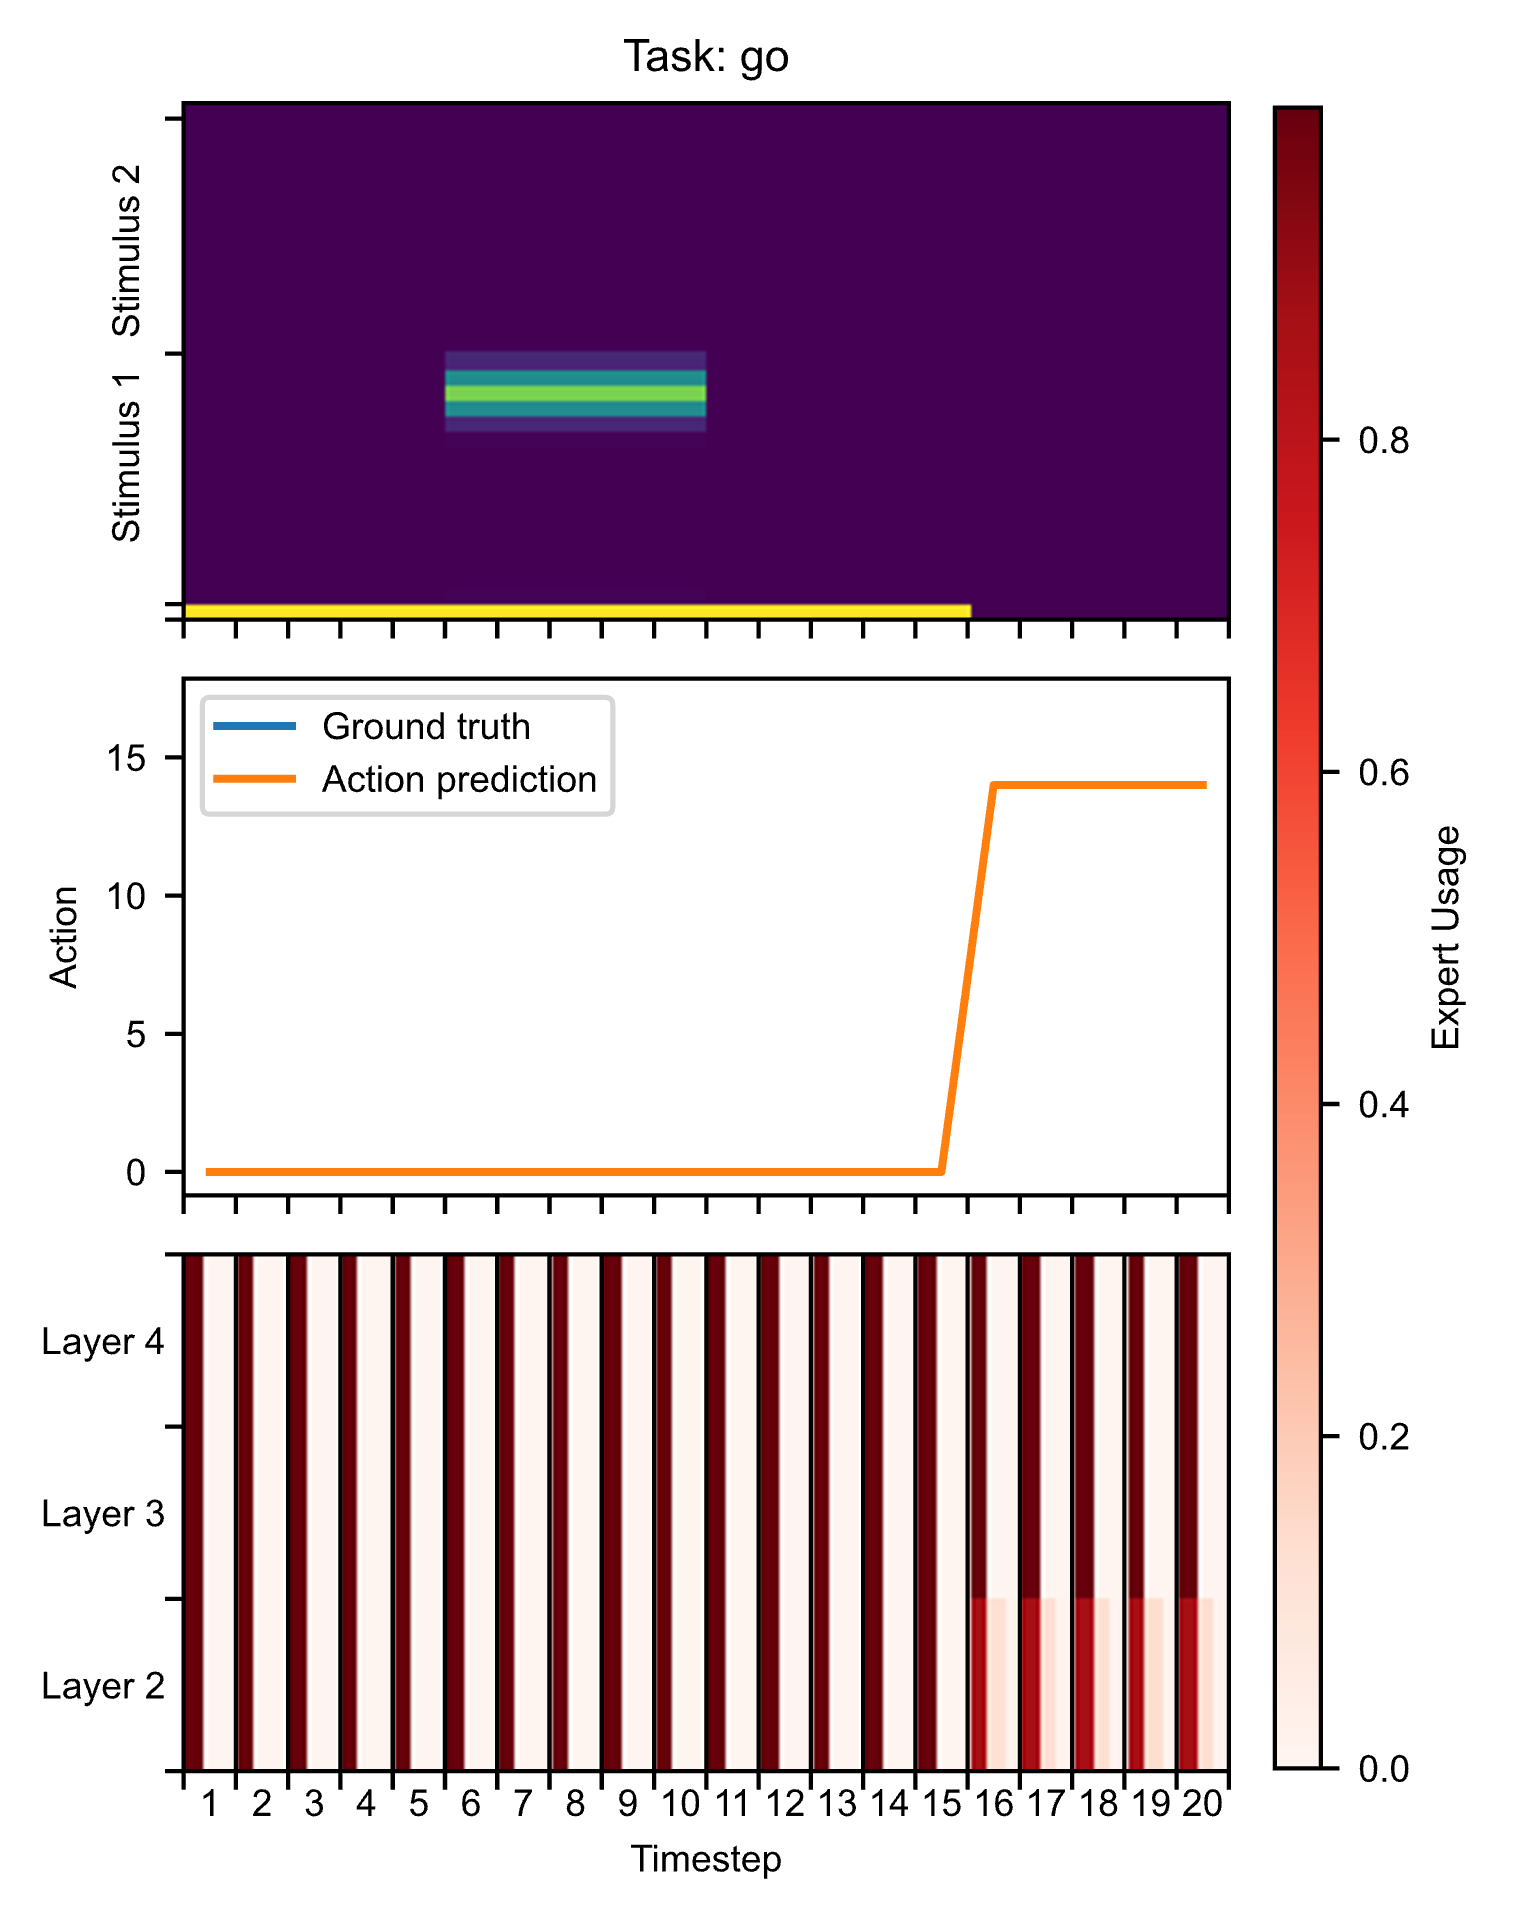 Task: go
Stimulus 2
Stimulus 1
Ground truth
Action prediction
15
10
5
0
Action
Layer 4
Layer 3
Layer 2
1 2 3 4 5 6 7 8 9 10 11 12 13 14 15 16 17 18 19 20
Timestep
0.8
0.6
0.4
0.2
0.0
Expert Usage